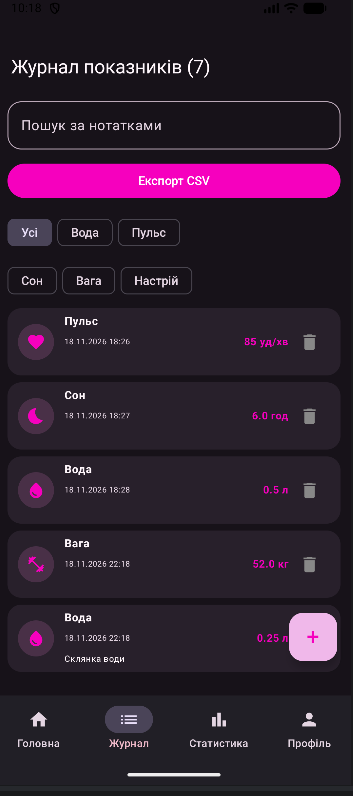 10:18
Журнал показників (7)
Пошук за нотатками
Експорт CSV
Усі Вода Пульс
Сон Вага Настрій
Пульс
18.11.2026 18:26 85 уд/хв
Сон
18.11.2026 18:27 6.0 год
Вода
18.11.2026 18:28 0.5 л
Вага
18.11.2026 22:18 52.0 кг
Вода
18.11.2026 22:18 0.25 л
Склянка води
+
Головна Журнал Статистика Профіль